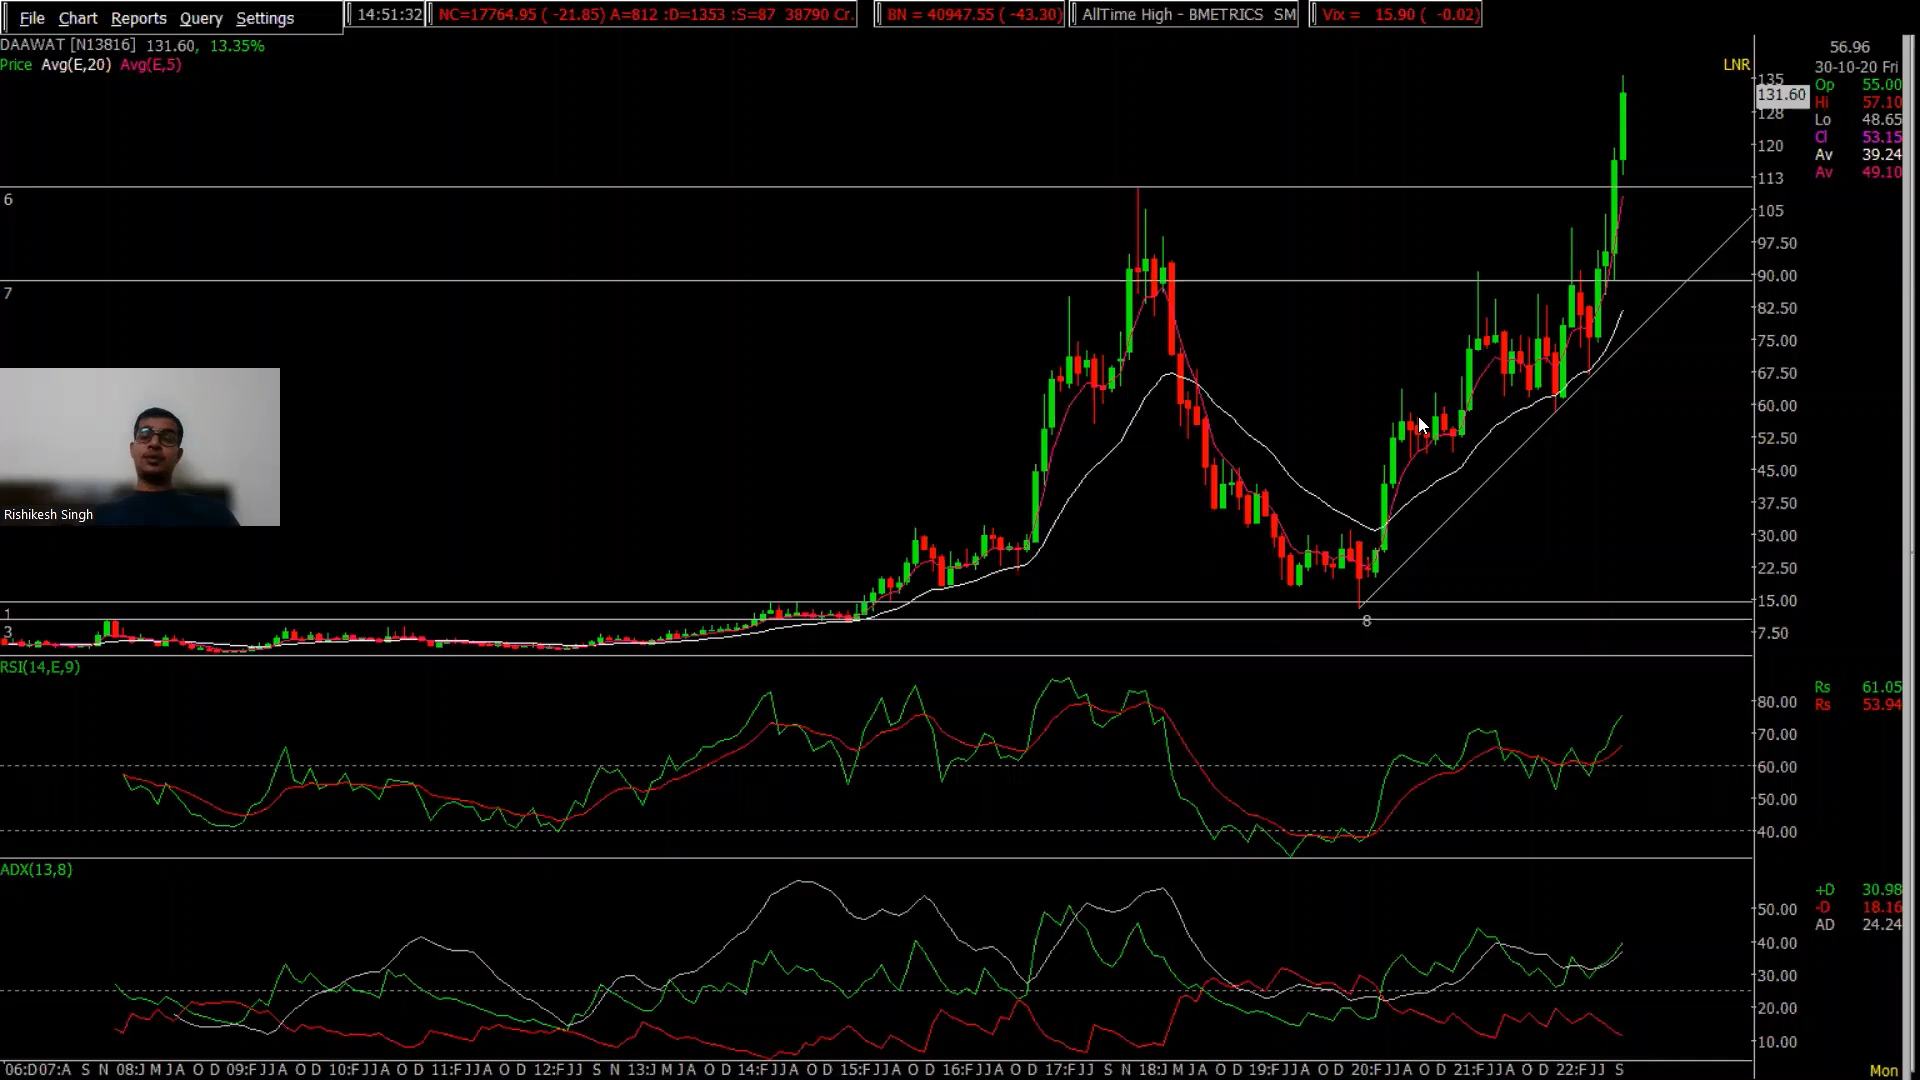 File Chart Reports Query Settings
14:51:32
NC=17764.95 ( -21.85) A=812 :D=1353 :S=87 38790 Cr.
BN = 40947.55 ( -43.30)
AllTime High - BMETRICS SM
Vix = 15.90 ( -0.02)
DAAWAT [N13816] 131.60, 13.35%
Price Avg(E,20) Avg(E,5)
LNR
56.96
30-10-20 Fri
Op 55.00
Hi 57.10
Lo 48.65
Cl 53.15
Av 39.24
Av 49.10
135
131.60
128
120
113
105
97.50
90.00
82.50
75.00
67.50
60.00
52.50
45.00
37.50
30.00
22.50
15.00
7.50
6
7
1
3
8
Rishikesh Singh
RSI(14,E,9)
Rs 61.05
Rs 53.94
80.00
70.00
60.00
50.00
40.00
ADX(13,8)
+D 30.98
-D 18.16
AD 24.24
50.00
40.00
30.00
20.00
10.00
06:D07:A S N 08:J M J A O D 09:F J J A O D 10:F J J A O D 11:F J J A O D 12:F J J S N 13:J M J A O D 14:F J J A O D 15:F J J A O D 16:F J J A O D 17:F J J S N 18:J M J A O D 19:F J J A O D 20:F J J A O D 21:F J J A O D 22:F J J S
Mon